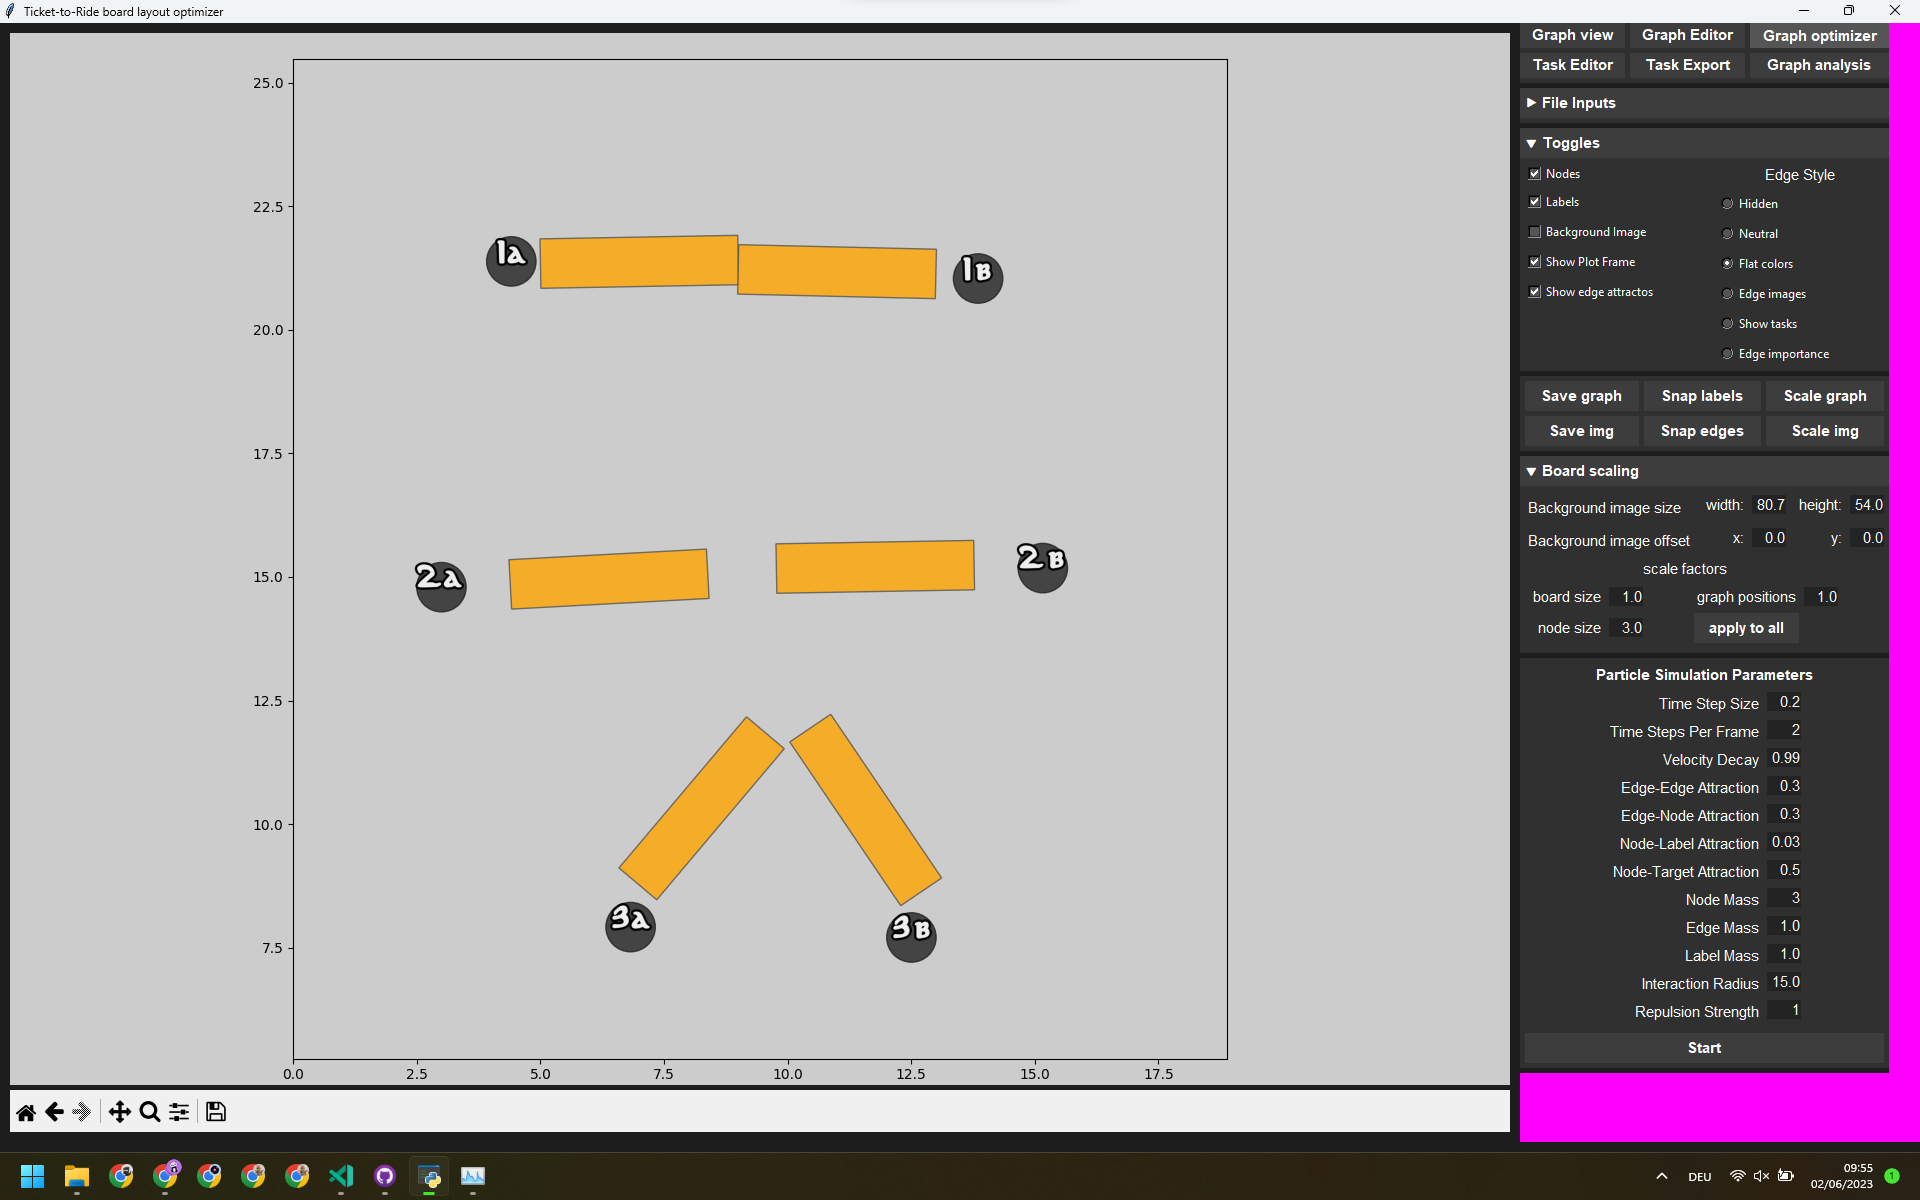 Ticket-to-Ride board layout optimizer
Graph view Graph Editor Graph optimizer
Task Editor Task Export Graph analysis
File Inputs
Toggles
Nodes
Labels
Background Image
Show Plot Frame
Show edge attractos
Edge Style
Hidden
Neutral
Flat colors
Edge images
Show tasks
Edge importance
Save graph Snap labels Scale graph
Save img Snap edges Scale img
Board scaling
Background image size width: 80.7 height: 54.0
Background image offset x: 0.0 y: 0.0
scale factors
board size 1.0 graph positions 1.0
node size 3.0 apply to all
Particle Simulation Parameters
Time Step Size 0.2
Time Steps Per Frame 2
Velocity Decay 0.99
Edge-Edge Attraction 0.3
Edge-Node Attraction 0.3
Node-Label Attraction 0.03
Node-Target Attraction 0.5
Node Mass 3
Edge Mass 1.0
Label Mass 1.0
Interaction Radius 15.0
Repulsion Strength 1
Start
25.0
22.5
20.0
17.5
15.0
12.5
10.0
7.5
1a 1B
2a 2B
3a 3B
0.0 2.5 5.0 7.5 10.0 12.5 15.0 17.5
DEU
09:55
02/06/2023
1